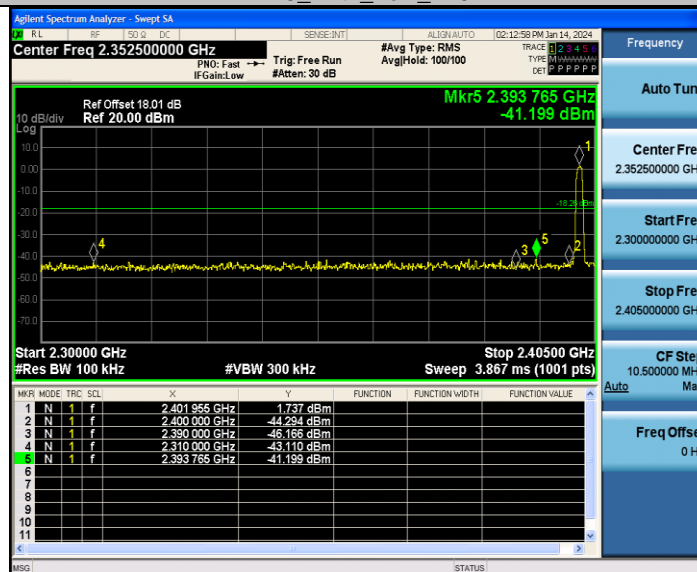 Agilent Spectrum Analyzer - Swept SA
RL RF 50 Ω DC SENSE:INT ALIGN AUTO 02:12:58 PM Jan 14, 2024
Center Freq 2.352500000 GHz #Avg Type: RMS TRACE 1 2 3 4 5 6
PNO: Fast Trig: Free Run Avg|Hold: 100/100 TYPE M
IFGain:Low #Atten: 30 dB DET P P P P P P
Frequency
Auto Tun
Center Fre
2.352500000 GH
Start Fre
2.300000000 GH
Stop Fre
2.405000000 GH
CF Ste
10.500000 MH
Auto Ma
Freq Offse
0 H
Mkr5 2.393 765 GHz
-41.199 dBm
Ref Offset 18.01 dB
10 dB/div Ref 20.00 dBm
Log
10.0
0.00
-10.0
-20.0
-30.0
-40.0
-50.0
-60.0
-70.0
1
4
3
5
2
Start 2.30000 GHz Stop 2.40500 GHz
#Res BW 100 kHz #VBW 300 kHz Sweep 3.867 ms (1001 pts)
MKR MODE TRC SCL X Y FUNCTION FUNCTION WIDTH FUNCTION VALUE
1 N 1 f 2.401 955 GHz 1.737 dBm
2 N 1 f 2.400 000 GHz -44.294 dBm
3 N 1 f 2.390 000 GHz -46.166 dBm
4 N 1 f 2.310 000 GHz -43.110 dBm
5 N 1 f 2.393 765 GHz -41.199 dBm
6
7
8
9
10
11
MSG STATUS